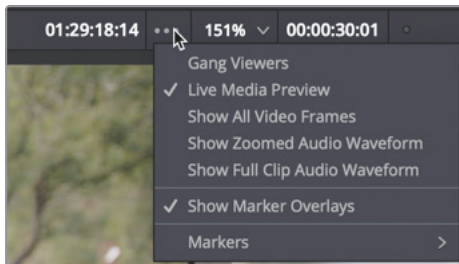 01:29:18:14 ••• 151% 00:00:30:01
Gang Viewers
Live Media Preview
Show All Video Frames
Show Zoomed Audio Waveform
Show Full Clip Audio Waveform
Show Marker Overlays
Markers